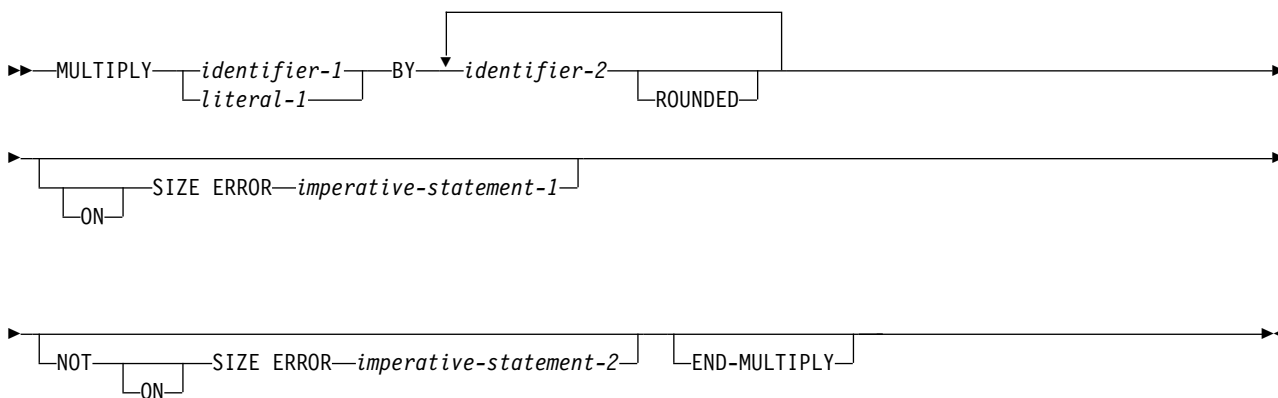 MULTIPLY identifier-1 BY identifier-2
literal-1 ROUNDED
SIZE ERROR imperative-statement-1
ON
NOT SIZE ERROR imperative-statement-2 END-MULTIPLY
ON